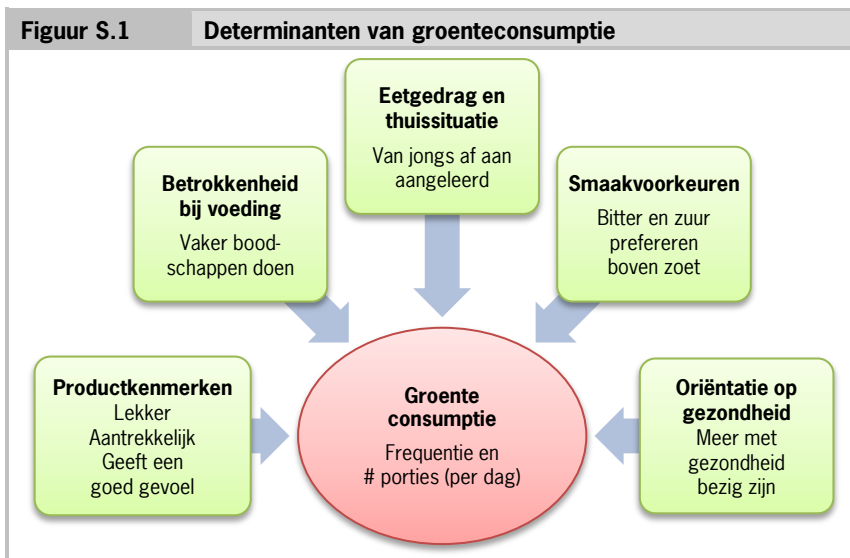 Figuur S.1 Determinanten van groenteconsumptie
Eetgedrag en
thuissituatie
Van jongs af aan
aangeleerd
Betrokkenheid
bij voeding
Vaker bood-
schappen doen
Smaakvoorkeuren
Bitter en zuur
prefereren
boven zoet
Productkenmerken
Lekker
Aantrekkelijk
Geeft een
goed gevoel
Groente
consumptie
Frequentie en
# porties (per dag)
Oriëntatie op
gezondheid
Meer met
gezondheid
bezig zijn